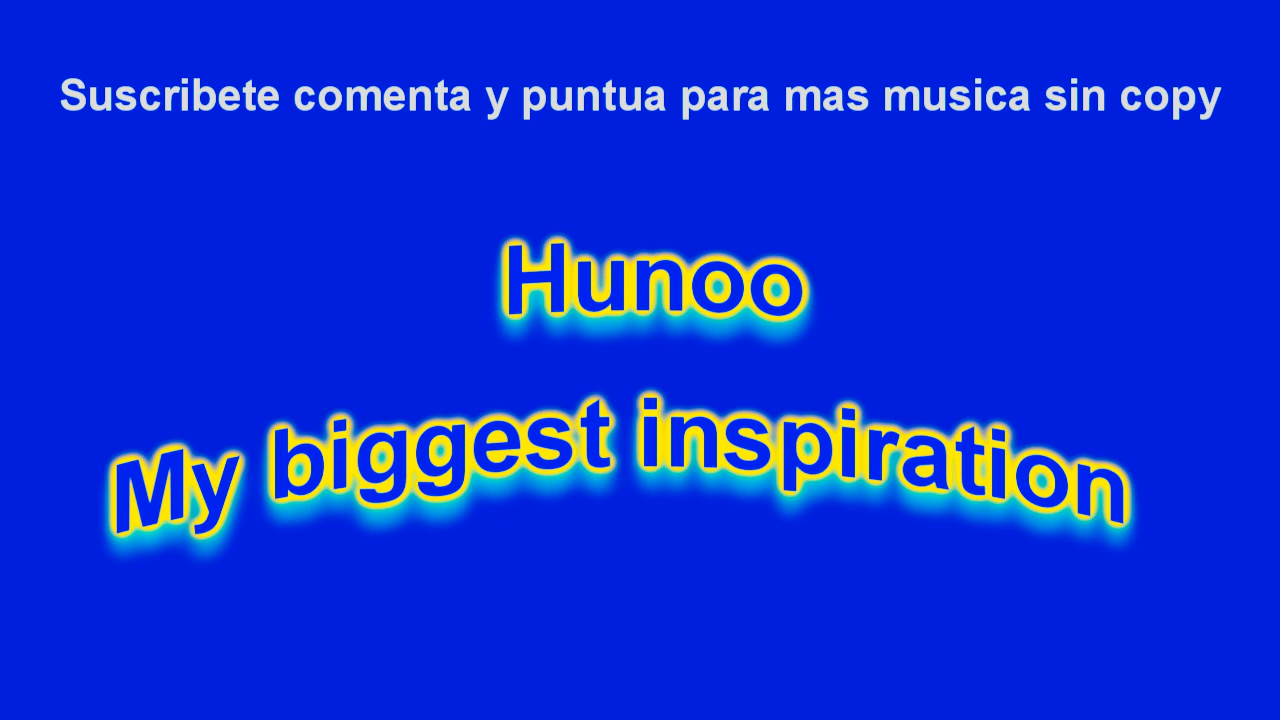 Suscribete comenta y puntua para mas musica sin copy
Hunoo
My biggest inspiration